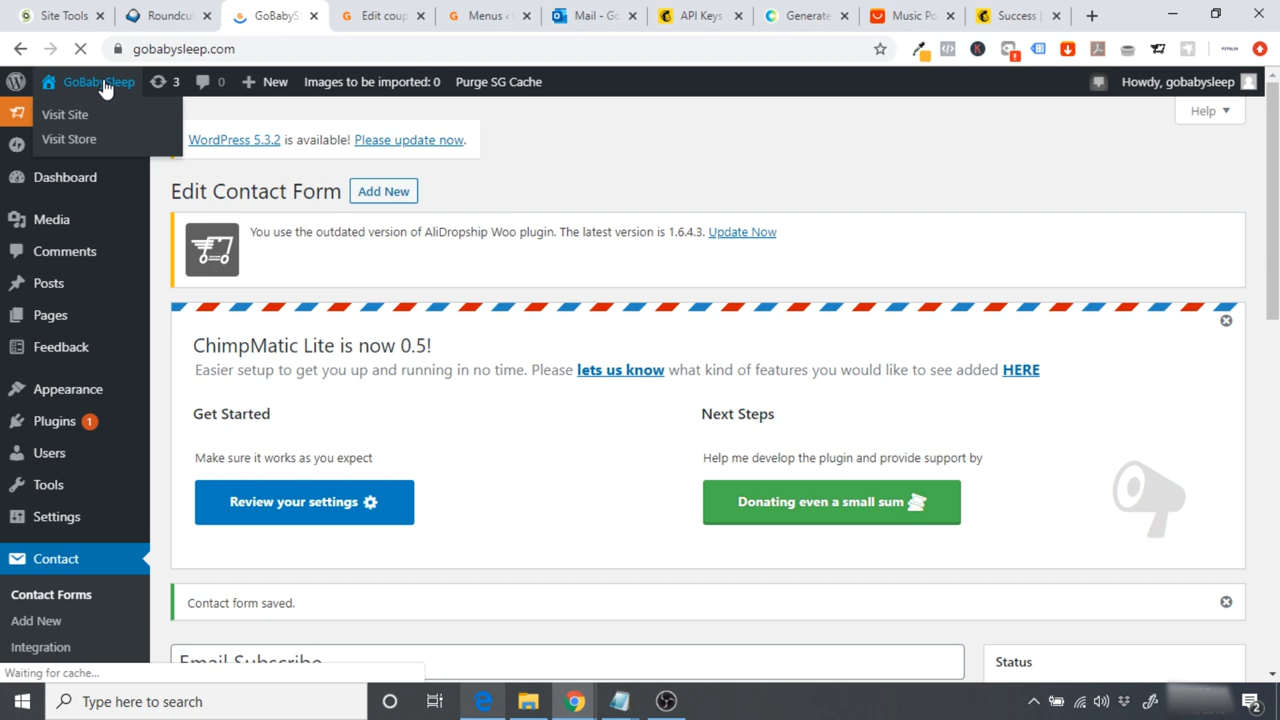 Site Tools
Roundcu
GoBabyS
Edit coup
Menus ‹
Mail - Go
API Keys
Generate
Music Po
Success |
gobabysleep.com
GoBabySleep
3
0
New
Images to be imported: 0
Purge SG Cache
Howdy, gobabysleep
Visit Site
Visit Store
Help
WordPress 5.3.2 is available! Please update now.
Dashboard
Media
Comments
Posts
Pages
Feedback
Appearance
Plugins 1
Users
Tools
Settings
Contact
Contact Forms
Add New
Integration
Edit Contact Form
Add New
You use the outdated version of AliDropship Woo plugin. The latest version is 1.6.4.3. Update Now
ChimpMatic Lite is now 0.5!
Easier setup to get you up and running in no time. Please lets us know what kind of features you would like to see added HERE
Get Started
Make sure it works as you expect
Review your settings
Next Steps
Help me develop the plugin and provide support by
Donating even a small sum
Contact form saved.
Email Subscribe
Status
Waiting for cache...
Type here to search
2